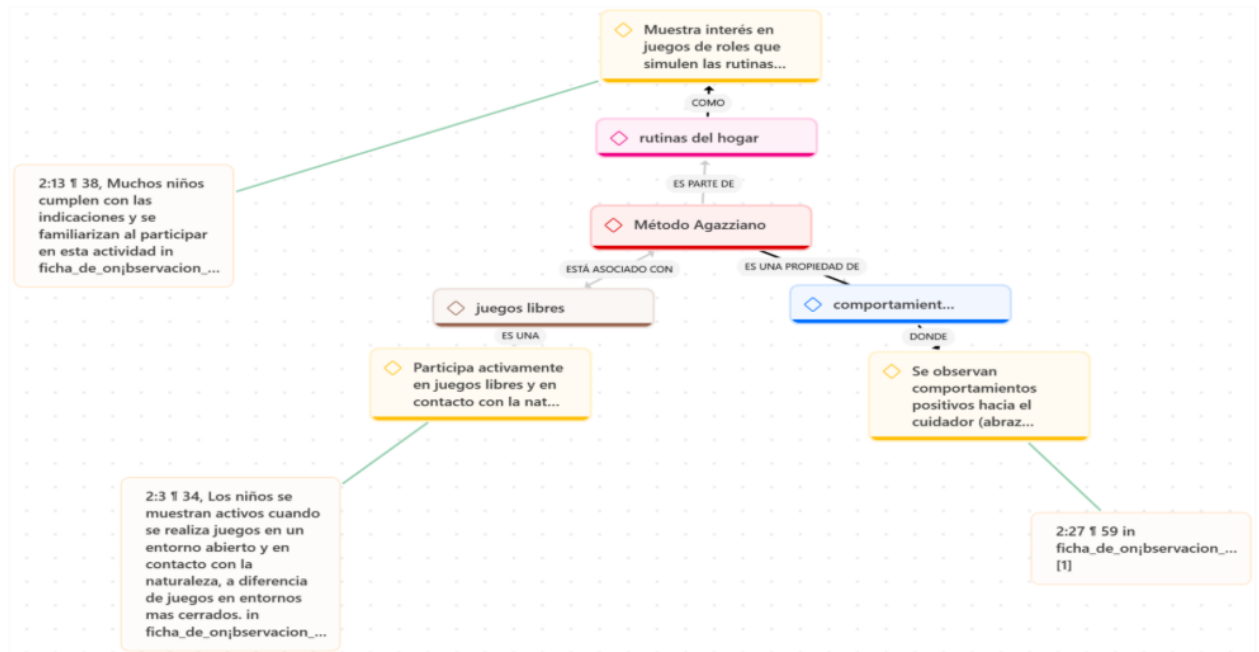 Muestra interés en
juegos de roles que
simulen las rutinas...
COMO
rutinas del hogar
ES PARTE DE
2:13 ¶ 38, Muchos niños
cumplen con las
indicaciones y se
familiarizan al participar
en esta actividad in
ficha_de_on¡bservacion_...
Método Agazziano
ESTÁ ASOCIADO CON
ES UNA PROPIEDAD DE
juegos libres
comportamient...
ES UNA
DONDE
Participa activamente
en juegos libres y en
contacto con la nat...
Se observan
comportamientos
positivos hacia el
cuidador (abraz...
2:3 ¶ 34, Los niños se
muestran activos cuando
se realiza juegos en un
entorno abierto y en
contacto con la
naturaleza, a diferencia
de juegos en entornos
mas cerrados. in
ficha_de_on¡bservacion_...
2:27 ¶ 59 in
ficha_de_on¡bservacion_...
[1]